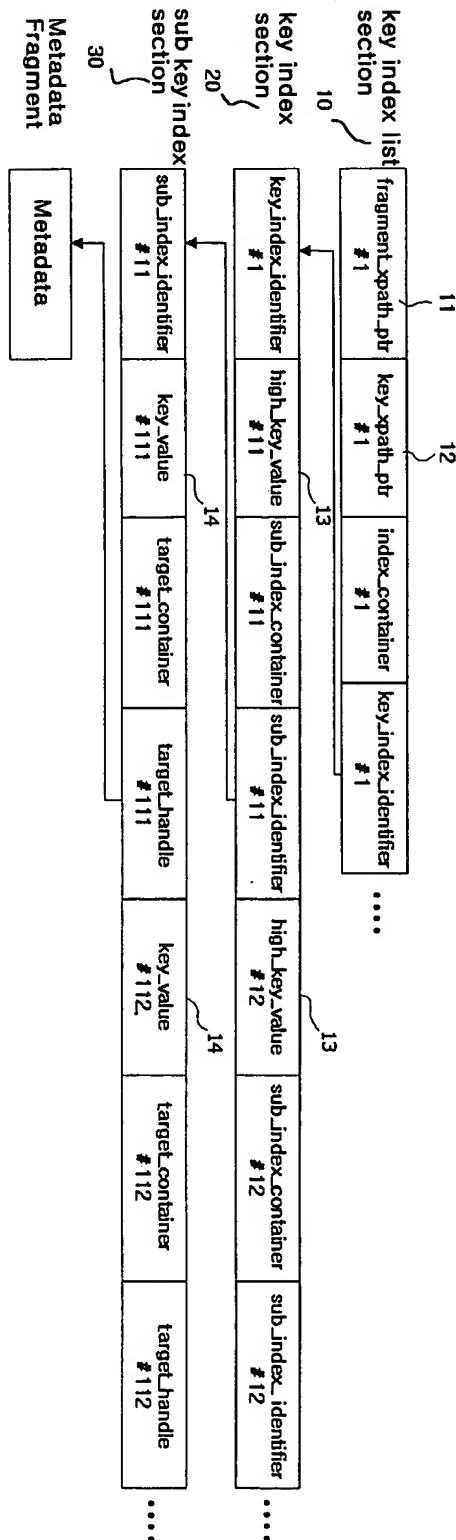 key index list
section
10
11
12
fragment_xpath_ptr
#1
key_xpath_ptr
#1
index_container
#1
key_index_identifier
#1
....
key index
section
20
13
13
key_index_identifier
#1
high_key_value
#11
sub_index_container
#11
sub_index_identifier
#11
high_key_value
#12
sub_index_container
#12
sub_index_identifier
#12
....
sub key index
section
30
14
14
sub_index_identifier
#11
key_value
#111
target_container
#111
target_handle
#111
key_value
#112
target_container
#112
target_handle
#112
....
Metadata
Fragment
Metadata